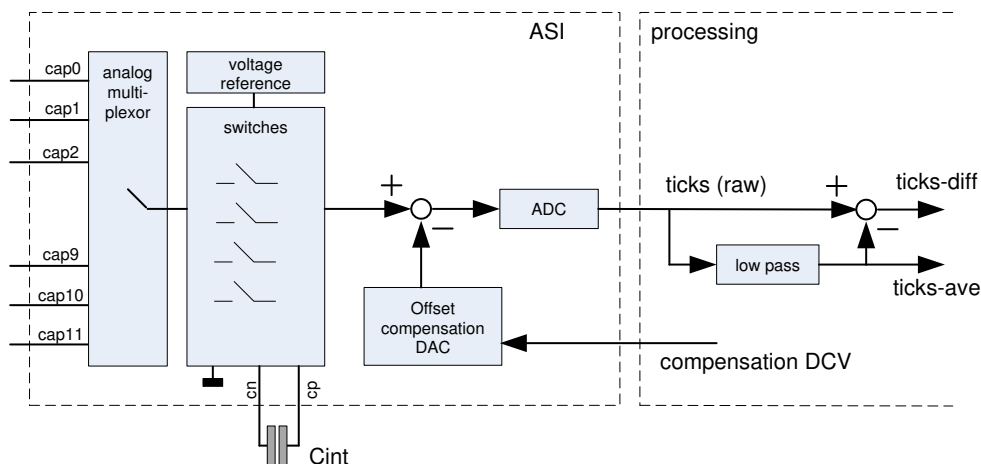 ASI
processing
cap0
cap1
cap2
cap9
cap10
cap11
analog
multi-
plexor
voltage
reference
switches
+
−
ADC
Offset
compensation
DAC
compensation DCV
ticks (raw)
+
−
ticks-diff
low pass
ticks-ave
cn
cp
Cint